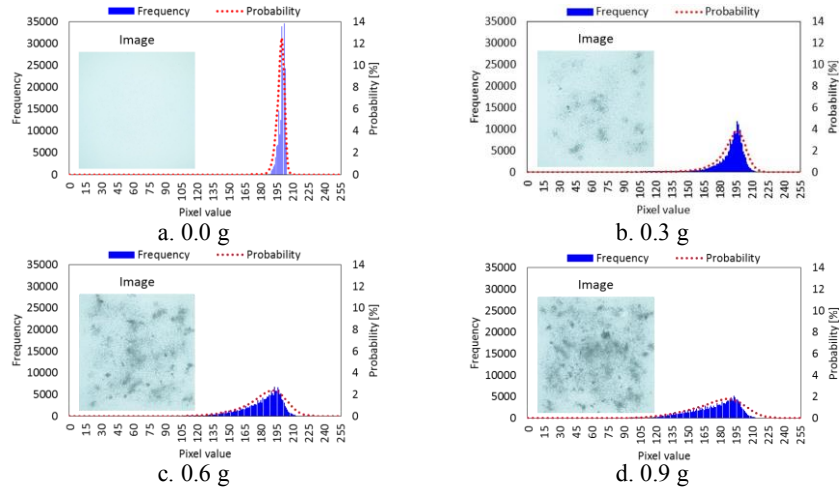 Frequency Probability
35000 14
Image
30000 12
25000 10
20000 8
15000 6
10000 4
5000 2
0 0
Frequency
Probability [%]
0 15 30 45 60 75 90 105 120 135 150 165 180 195 210 225 240 255
Pixel value
a. 0.0 g
Frequency Probability
35000 14
Image
30000 12
25000 10
20000 8
15000 6
10000 4
5000 2
0 0
Frequency
Probability [%]
0 15 30 45 60 75 90 105 120 135 150 165 180 195 210 225 240 255
Pixel value
b. 0.3 g
Frequency Probability
35000 14
Image
30000 12
25000 10
20000 8
15000 6
10000 4
5000 2
0 0
Frequency
Probability [%]
0 15 30 45 60 75 90 105 120 135 150 165 180 195 210 225 240 255
Pixel value
c. 0.6 g
Frequency Probability
35000 14
Image
30000 12
25000 10
20000 8
15000 6
10000 4
5000 2
0 0
Frequency
Probability [%]
0 15 30 45 60 75 90 105 120 135 150 165 180 195 210 225 240 255
Pixel value
d. 0.9 g